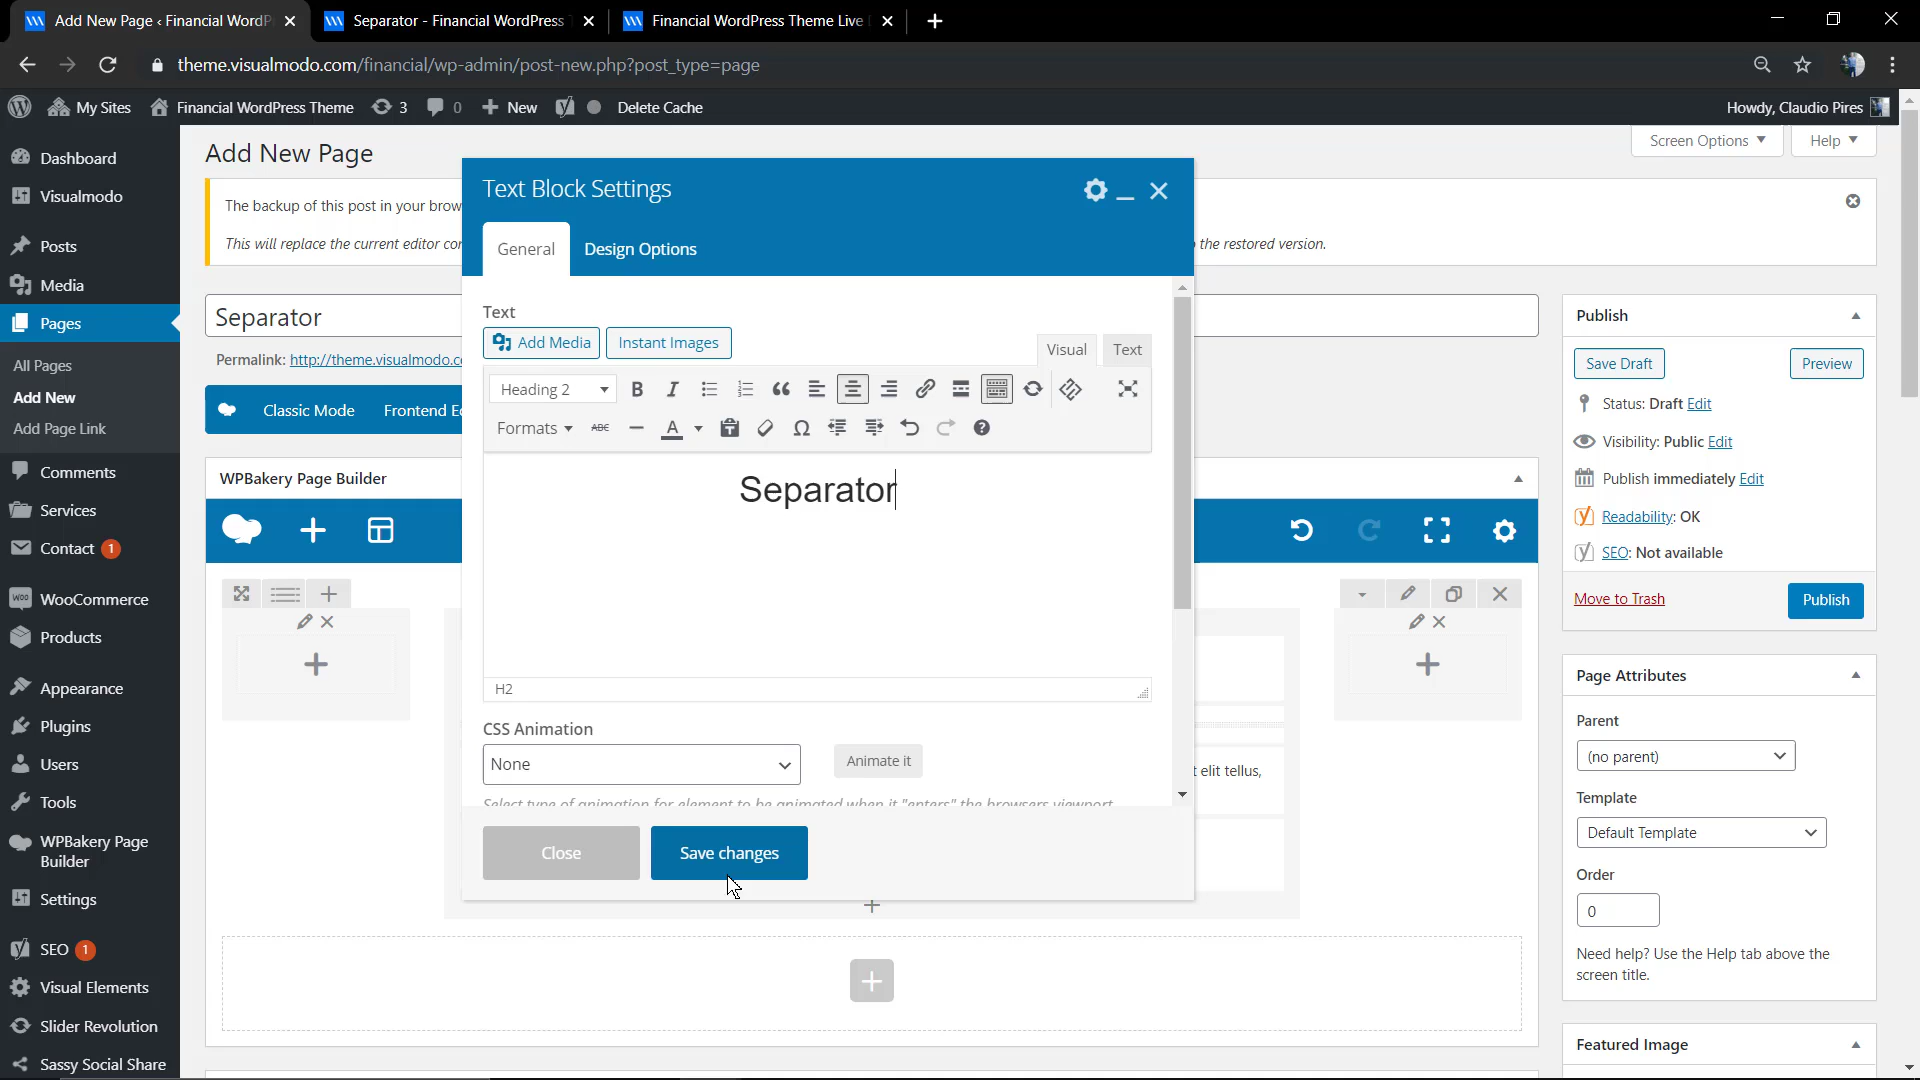 Add New Page ‹ Financial WordP
Separator - Financial WordPress
Financial WordPress Theme Live
theme.visualmodo.com/financial/wp-admin/post-new.php?post_type=page
My Sites
Financial WordPress Theme
3
0
New
Delete Cache
Howdy, Claudio Pires
Dashboard
Visualmodo
Posts
Media
Pages
All Pages
Add New
Add Page Link
Comments
Services
Contact 1
WooCommerce
Products
Appearance
Plugins
Users
Tools
WPBakery Page
Builder
Settings
SEO 1
Visual Elements
Slider Revolution
Sassy Social Share
Add New Page
Screen Options
Help
The backup of this post in your brow
This will replace the current editor
the restored version.
Separator
Permalink: http://theme.visualmodo.c
Classic Mode
Frontend E
WPBakery Page Builder
Text Block Settings
General
Design Options
Text
Add Media
Instant Images
Visual
Text
Heading 2
B
I
Formats
ABC
A
Ω
Separator
H2
CSS Animation
None
Animate it
Select type of animation for element to be animated when it "enters" the browsers viewport
Close
Save changes
t elit tellus,
Publish
Save Draft
Preview
Status: Draft Edit
Visibility: Public Edit
Publish immediately Edit
Readability: OK
SEO: Not available
Move to Trash
Publish
Page Attributes
Parent
(no parent)
Template
Default Template
Order
0
Need help? Use the Help tab above the
screen title.
Featured Image